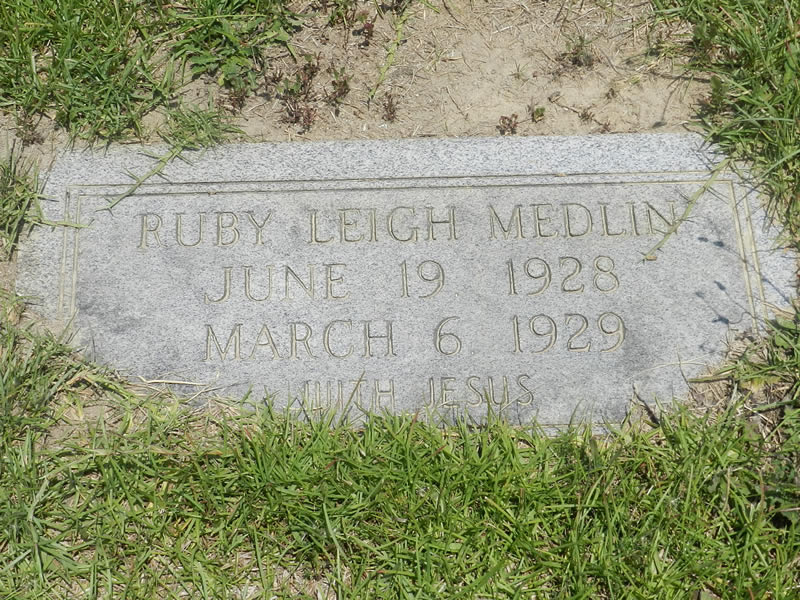 RUBY LEIGH MEDLIN
JUNE 19 1928
MARCH 6 1929
WITH JESUS